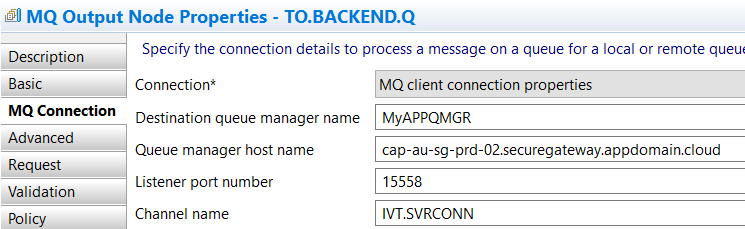 MQ Output Node Properties - TO.BACKEND.Q
Description
Basic
MQ Connection
Advanced
Request
Validation
Policy
Specify the connection details to process a message on a queue for a local or remote queue
Connection* MQ client connection properties
Destination queue manager name MyAPPQMGR
Queue manager host name cap-au-sg-prd-02.securegateway.appdomain.cloud
Listener port number 15558
Channel name IVT.SVRCONN